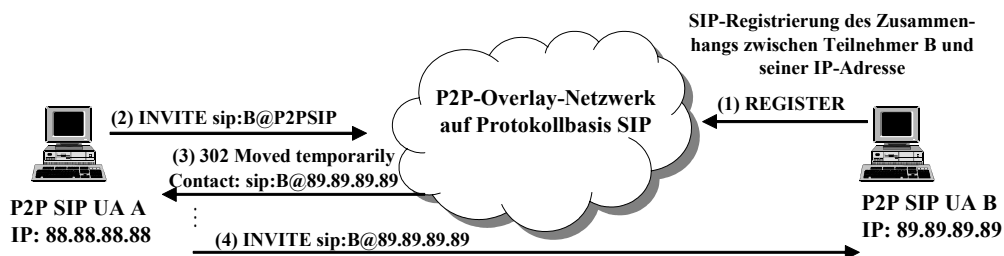 SIP-Registrierung des Zusammen-
hangs zwischen Teilnehmer B und
seiner IP-Adresse
P2P-Overlay-Netzwerk
auf Protokollbasis SIP
(1) REGISTER
(2) INVITE sip:B@P2PSIP
(3) 302 Moved temporarily
Contact: sip:B@89.89.89.89
P2P SIP UA A
IP: 88.88.88.88
P2P SIP UA B
IP: 89.89.89.89
(4) INVITE sip:B@89.89.89.89